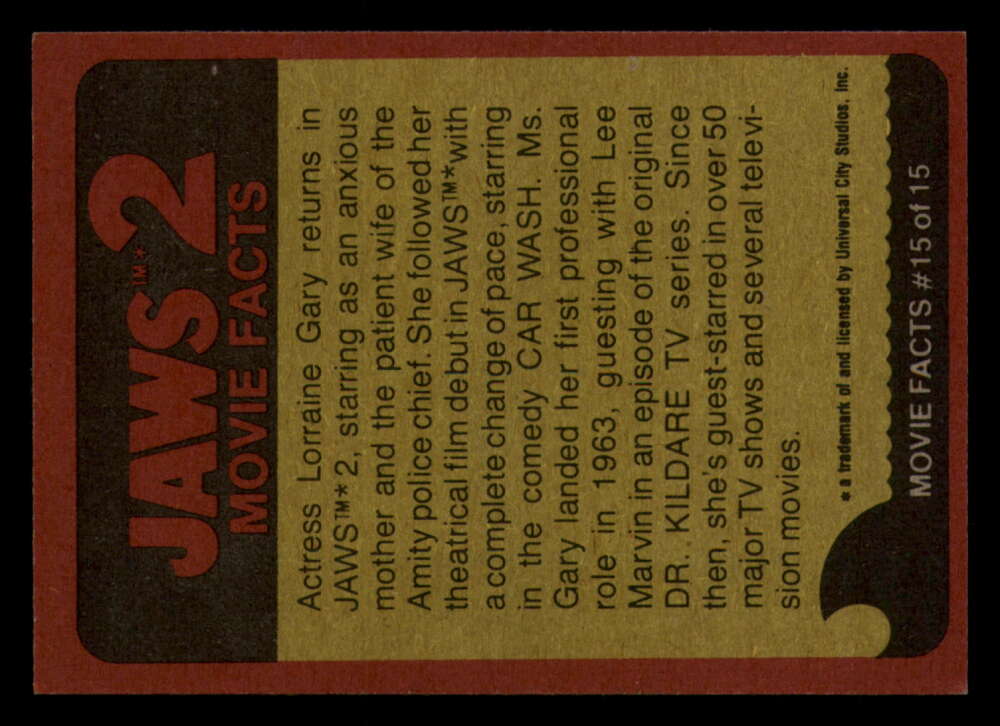 JAWS™* 2
MOVIE FACTS
Actress Lorraine Gary returns in
JAWS™* 2, starring as an anxious
mother and the patient wife of the
Amity police chief. She followed her
theatrical film debut in JAWS™* with
a complete change of pace, starring
in the comedy CAR WASH. Ms.
Gary landed her first professional
role in 1963, guesting with Lee
Marvin in an episode of the original
DR. KILDARE TV series. Since
then, she's guest-starred in over 50
major TV shows and several televi-
sion movies.
* a trademark of and licensed by Universal City Studios, Inc.
MOVIE FACTS #15 of 15